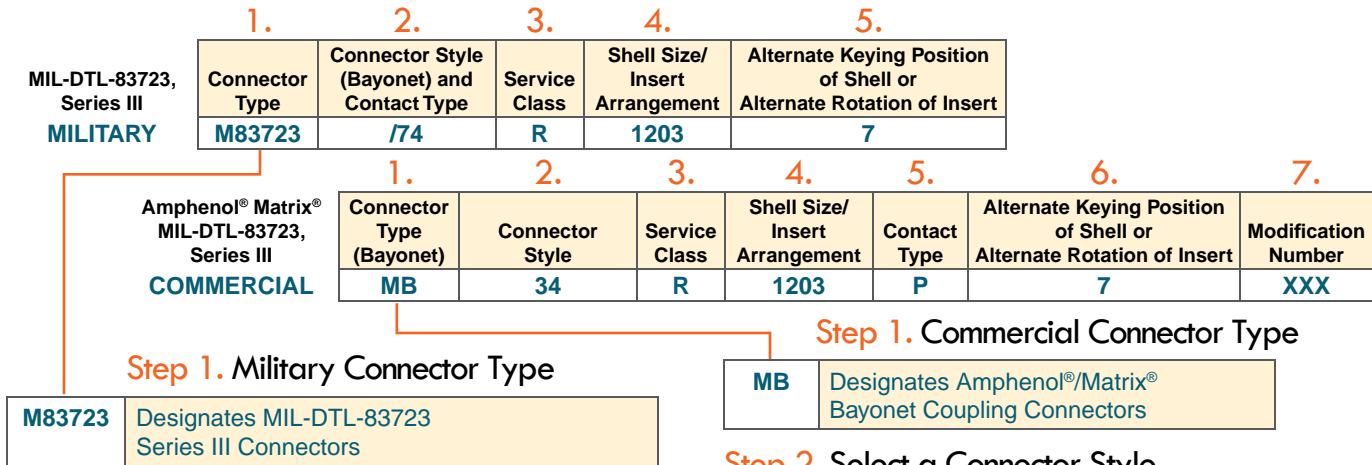 1. 2. 3. 4. 5.
MIL-DTL-83723,
Series III
MILITARY
Connector
Type
Connector Style
(Bayonet) and
Contact Type
Service
Class
Shell Size/
Insert
Arrangement
Alternate Keying Position
of Shell or
Alternate Rotation of Insert
M83723 /74 R 1203 7
1. 2. 3. 4. 5. 6. 7.
Amphenol® Matrix®
MIL-DTL-83723,
Series III
COMMERCIAL
Connector
Type
(Bayonet)
Connector
Style
Service
Class
Shell Size/
Insert
Arrangement
Contact
Type
Alternate Keying Position
of Shell or
Alternate Rotation of Insert
Modification
Number
MB 34 R 1203 P 7 XXX
Step 1. Military Connector Type
M83723 Designates MIL-DTL-83723
Series III Connectors
Step 1. Commercial Connector Type
MB Designates Amphenol®/Matrix®
Bayonet Coupling Connectors
Step 2. Select a Connector Style